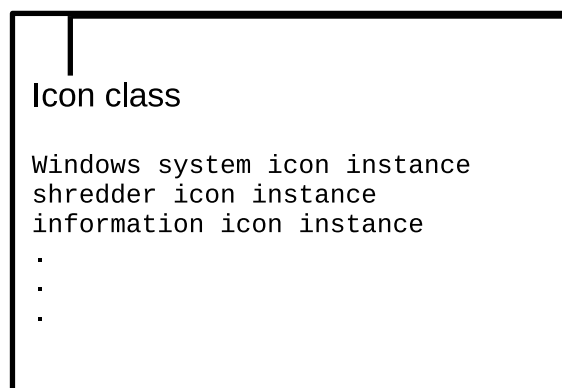 Icon class
Windows system icon instance
shredder icon instance
information icon instance
.
.
.